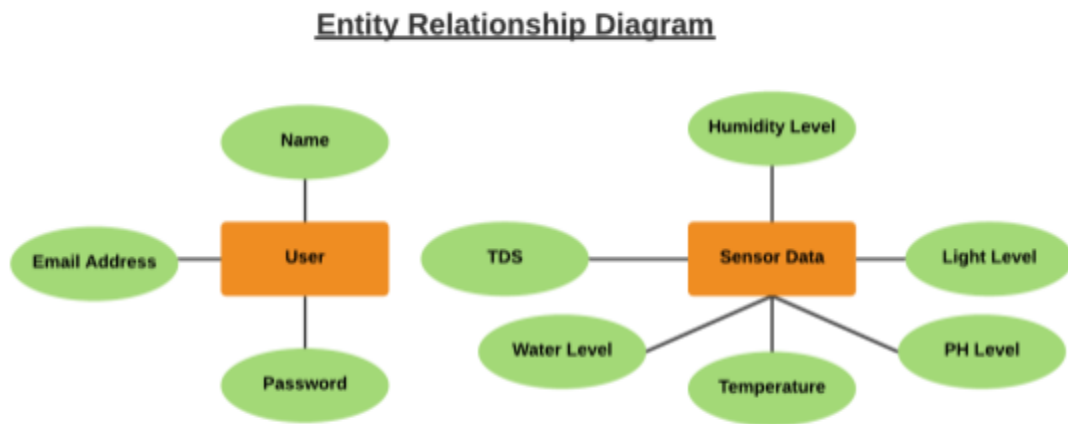 Entity Relationship Diagram
Name
Email Address
User
Password
Humidity Level
TDS
Sensor Data
Light Level
Water Level
Temperature
PH Level